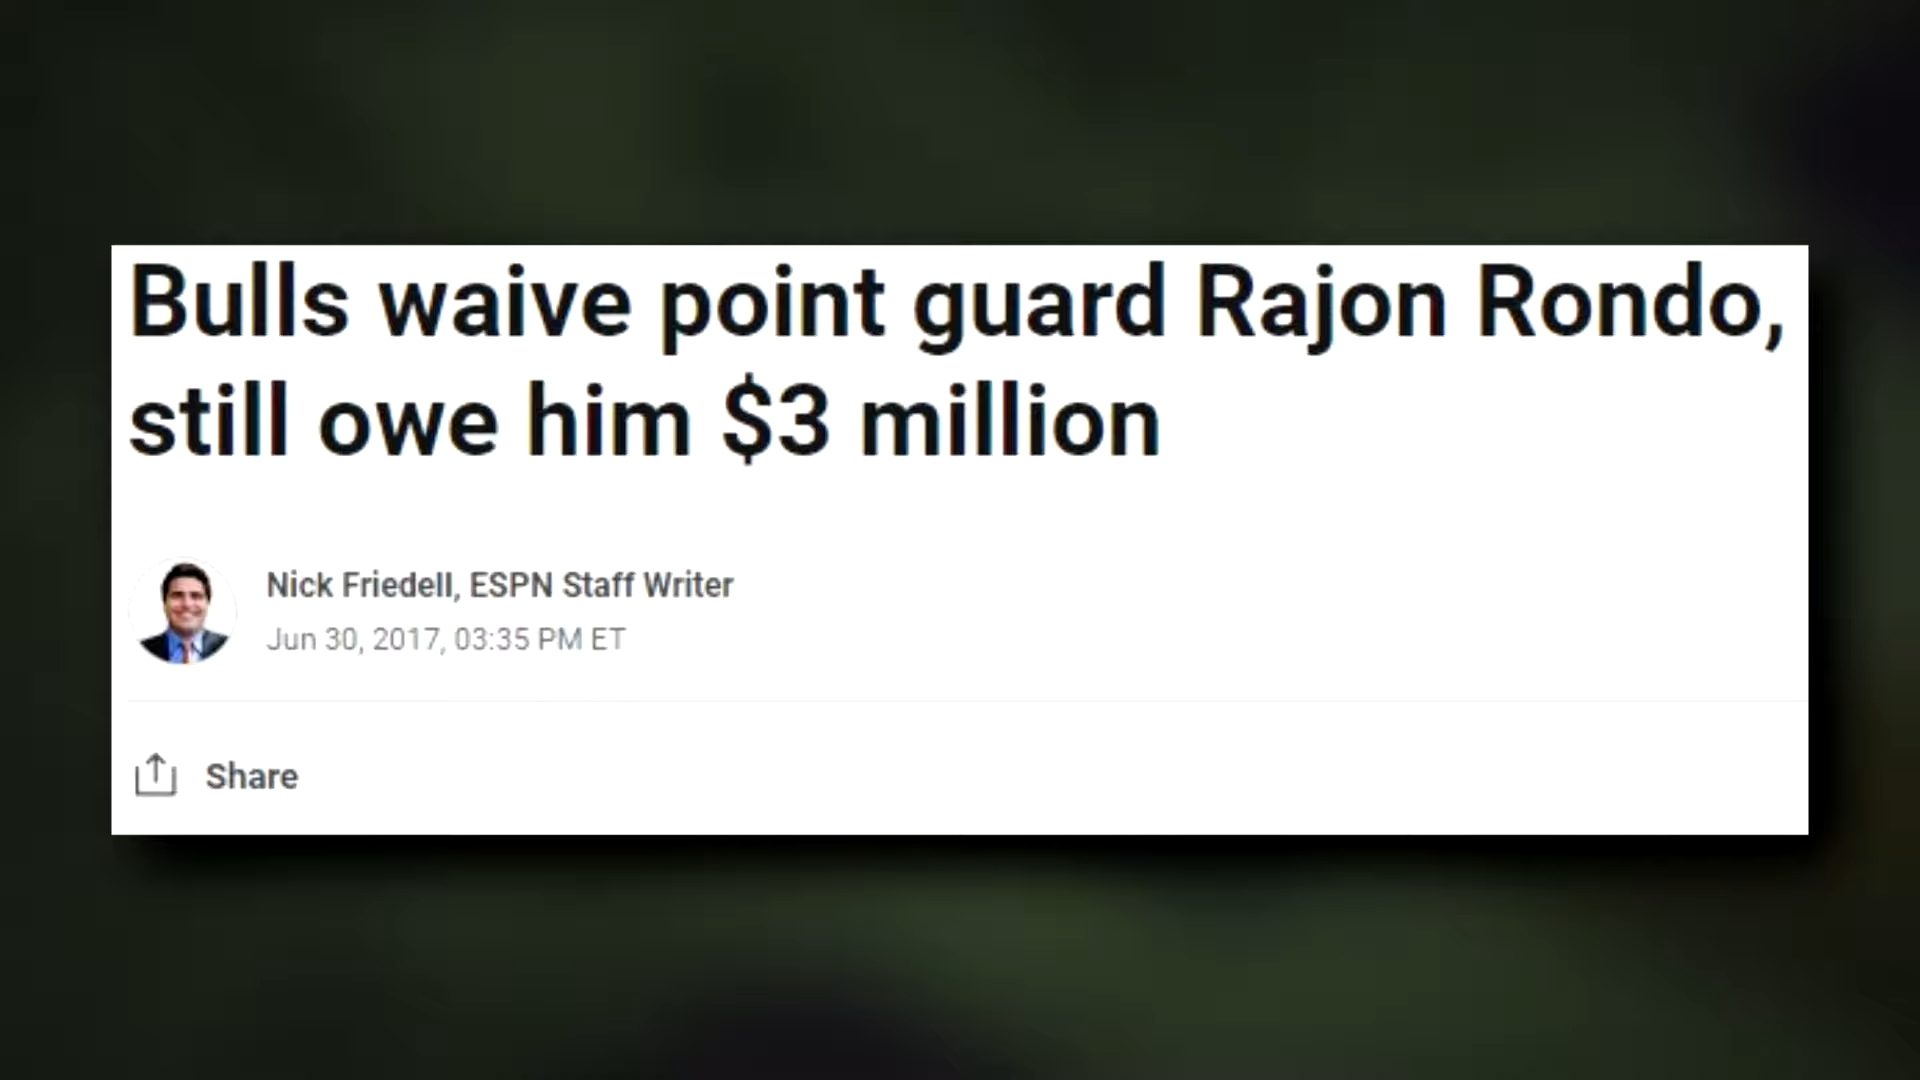 Bulls waive point guard Rajon Rondo,
still owe him $3 million
Nick Friedell, ESPN Staff Writer
Jun 30, 2017, 03:35 PM ET
Share